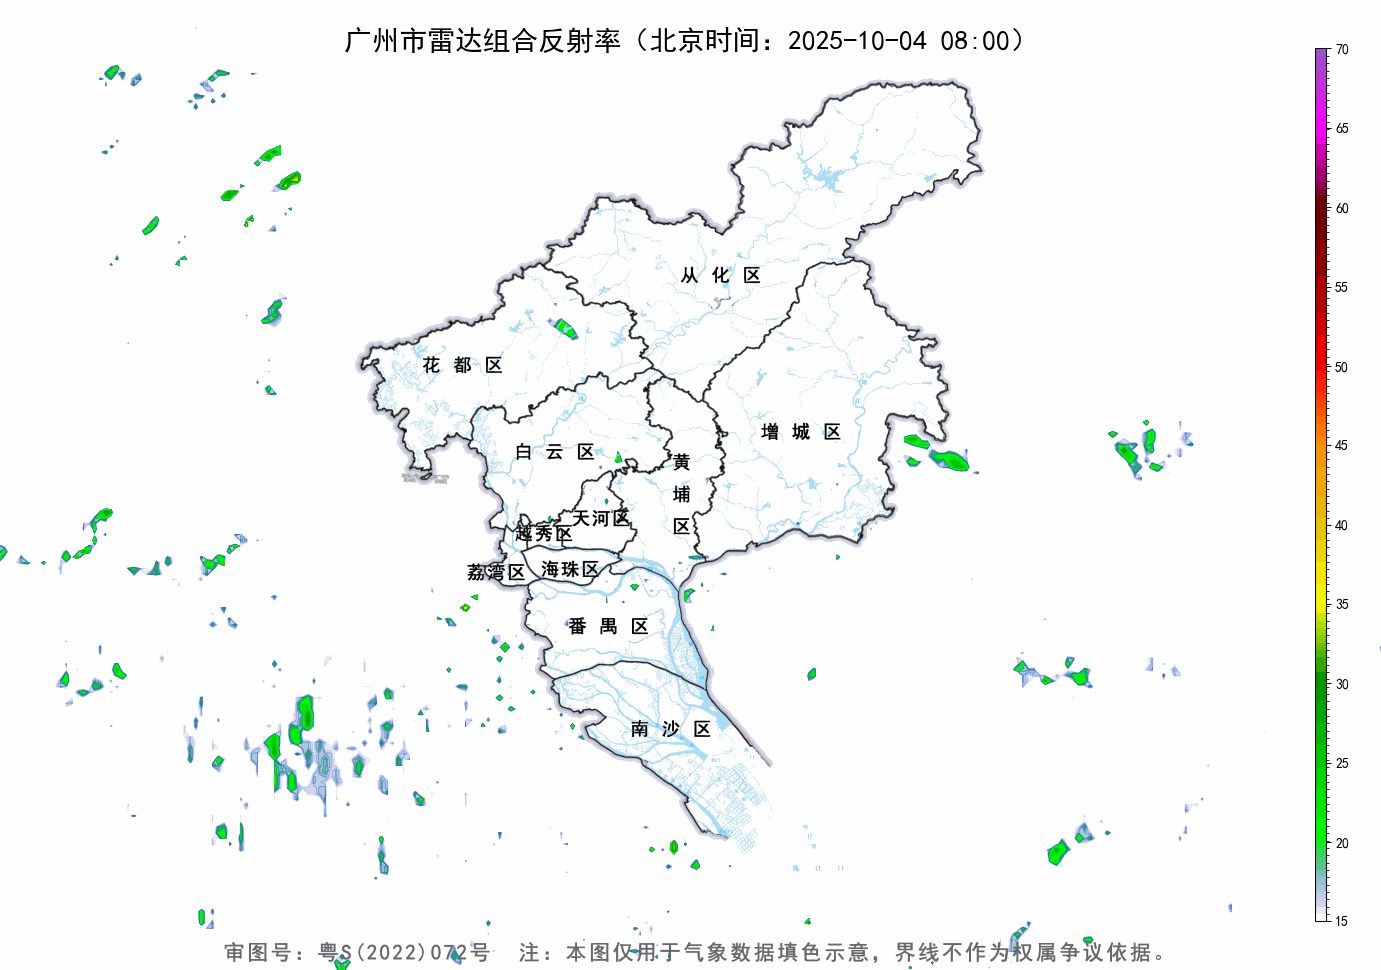 广州市雷达组合反射率（北京时间：2025-10-04 08:00）
70
65
60
55
50
45
40
35
30
25
20
15
从化区
花都区
增城区
白云区
黄埔区
天河区
越秀区
荔湾区
海珠区
番禺区
南沙区
审图号：粤S(2022)072号 注：本图仅用于气象数据填色示意，界线不作为权属争议依据。